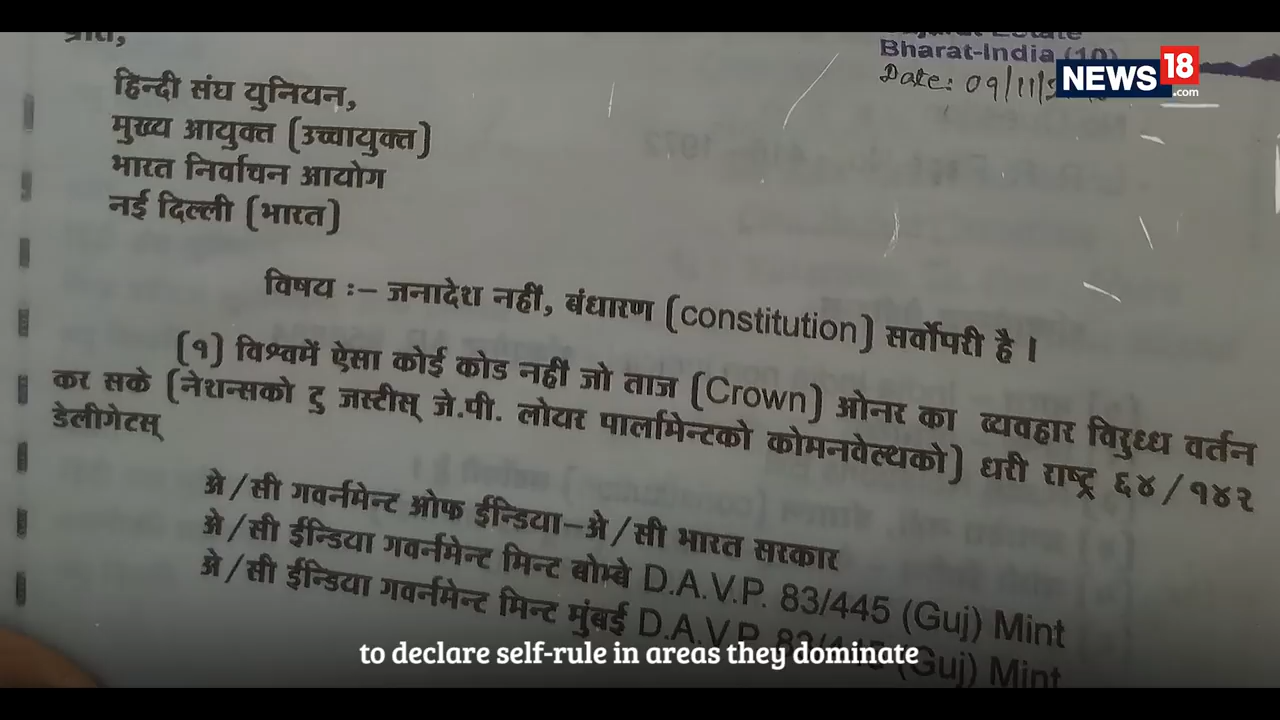 प्रति,
Bharat-India (10)
Date: 09/11/
NEWS 18 .com
हिन्दी संघ युनियन,
मुख्य आयुक्त (उच्चायुक्त)
भारत निर्वाचन आयोग
नई दिल्ली (भारत)
विषय :– जनादेश नहीं, बंधारण (constitution) सर्वोपरी है ।
(१) विश्वमें ऐसा कोई कोड नहीं जो ताज (Crown) ओनर का व्यवहार विरुध्ध वर्तन
कर सके (नेशन्सको टु जस्टीस् जे.पी. लोयर पार्लामेन्टको कोमनवेल्थको) धरी राष्ट्र ६४/१४२
डेलीगेटस्
अे/सी गवर्नमेन्ट ओफ ईन्डिया–अे/सी भारत सरकार
अे/सी ईन्डिया गवर्नमेन्ट मिन्ट बोम्बे D.A.V.P. 83/445 (Guj) Mint
अे/सी ईन्डिया गवर्नमेन्ट मिन्ट मुंबई D.A.V.P. (Guj) Mint
to declare self-rule in areas they dominate